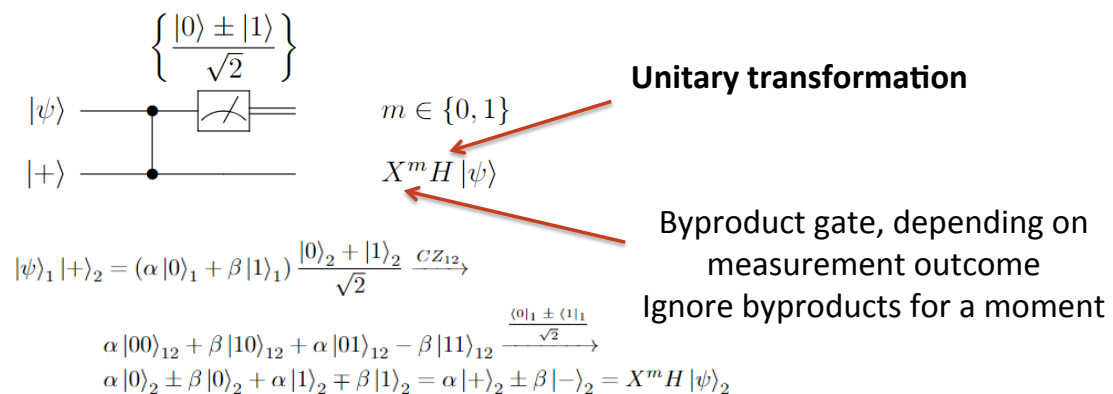 { |0⟩ ± |1⟩ / √2 }
Unitary transformation
|ψ⟩
m ∈ {0, 1}
|+⟩
X^m H |ψ⟩
Byproduct gate, depending on
measurement outcome
Ignore byproducts for a moment
|ψ⟩₁ |+⟩₂ = (α |0⟩₁ + β |1⟩₁) |0⟩₂ + |1⟩₂ / √2 CZ₁₂ →
α |00⟩₁₂ + β |10⟩₁₂ + α |01⟩₁₂ − β |11⟩₁₂ ⟨0|₁ ± ⟨1|₁ / √2 →
α |0⟩₂ ± β |0⟩₂ + α |1⟩₂ ∓ β |1⟩₂ = α |+⟩₂ ± β |−⟩₂ = X^m H |ψ⟩₂